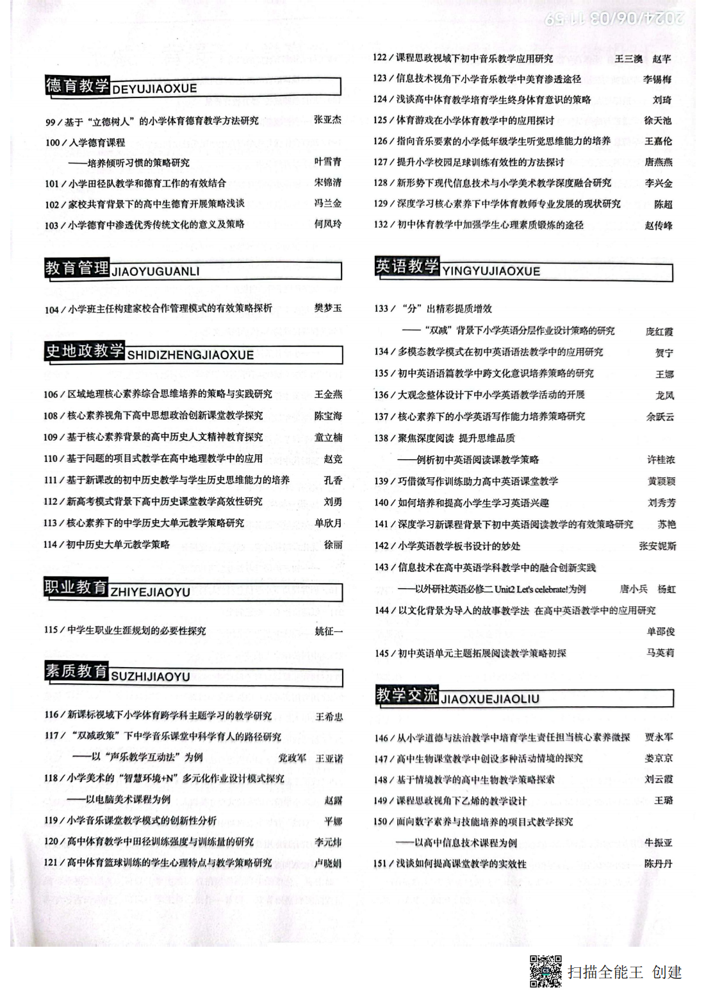 2024/06/03 11:59
德育教学 DEYUJIAOXUE
99 / 基于“立德树人”的小学体育德育教学方法研究 张亚杰
100 / 人学德育课程
——培养倾听习惯的策略研究 叶雪青
101 / 小学田径队教学和德育工作的有效结合 宋锦清
102 / 家校共育背景下的高中生德育开展策略浅谈 冯兰金
103 / 小学德育中渗透优秀传统文化的意义及策略 何凤玲
教育管理 JIAOYUGUANLI
104 / 小学班主任构建家校合作管理模式的有效策略探析 樊梦玉
史地政教学 SHIDIZHENGJIAOXUE
106 / 区域地理核心素养综合思维培养的策略与实践研究 王金燕
108 / 核心素养视角下高中思想政治创新课堂教学探究 陈宝海
109 / 基于核心素养背景的高中历史人文精神教育探究 童立楠
110 / 基于问题的项目式教学在高中地理教学中的应用 赵竞
111 / 基于新课改的初中历史教学与学生历史思维能力的培养 孔香
112 / 新高考模式背景下高中历史课堂教学高效性研究 刘勇
113 / 核心素养下的中学历史大单元教学策略研究 单欣月
114 / 初中历史大单元教学策略 徐丽
职业教育 ZHIYEJIAOYU
115 / 中学生职业生涯规划的必要性探究 姚征一
素质教育 SUZHIJIAOYU
116 / 新课标视域下小学体育跨学科主题学习的教学研究 王希忠
117 / “双减政策”下中学音乐课堂中科学育人的路径研究
——以“声乐教学互动法”为例 党政军 王亚诺
118 / 小学美术的“智慧环境+N”多元化作业设计模式探究
——以电脑美术课程为例 赵露
119 / 小学音乐课堂教学模式的创新性分析 平娜
120 / 高中体育教学中田径训练强度与训练量的研究 李元炜
121 / 高中体育篮球训练的学生心理特点与教学策略研究 卢晓娟
122 / 课程思政视域下初中音乐教学应用研究 王三澳 赵芊
123 / 信息技术视角下小学音乐教学中美育渗透途径 李锡梅
124 / 浅谈高中体育教学培育学生终身体育意识的策略 刘琦
125 / 体育游戏在小学体育教学中的应用探讨 徐天池
126 / 指向音乐要素的小学低年级学生听觉思维能力的培养 王嘉伦
127 / 提升小学校园足球训练有效性的方法探讨 唐燕燕
128 / 新形势下现代信息技术与小学美术教学深度融合研究 李兴金
129 / 深度学习核心素养下中学体育教师专业发展的现状研究 陈超
132 / 初中体育教学中加强学生心理素质锻炼的途径 赵传峰
英语教学 YINGYUJIAOXUE
133 / “分”出精彩提质增效
——“双减”背景下小学英语分层作业设计策略的研究 庞红霞
134 / 多模态教学模式在初中英语语法教学中的应用研究 贺宁
135 / 初中英语语篇教学中跨文化意识培养策略的研究 王娜
136 / 大观念整体设计下中小学英语教学活动的开展 龙凤
137 / 核心素养下的小学英语写作能力培养策略研究 余跃云
138 / 聚焦深度阅读 提升思维品质
——例析初中英语阅读课教学策略 许桂浓
139 / 巧借微写作训练助力高中英语课堂教学 黄颖颖
140 / 如何培养和提高小学生学习英语兴趣 刘秀芳
141 / 深度学习新课程背景下初中英语阅读教学的有效策略研究 苏艳
142 / 小学英语教学板书设计的妙处 张安妮斯
143 / 信息技术在高中英语学科教学中的融合创新实践
——以外研社英语必修二 Unit2 Let's celebrate!为例 唐小兵 杨虹
144 / 以文化背景为导人的故事教学法 在高中英语教学中的应用研究
单邵俊
145 / 初中英语单元主题拓展阅读教学策略初探 马英莉
教学交流 JIAOXUEJIAOLIU
146 / 从小学道德与法治教学中培育学生责任担当核心素养微探 贾永军
147 / 高中生物课堂教学中创设多种活动情境的探究 娄京京
148 / 基于情境教学的高中生物教学策略探索 刘云霞
149 / 课程思政视角下乙烯的教学设计 王璐
150 / 面向数字素养与技能培养的项目式教学探究
——以高中信息技术课程为例 牛振亚
151 / 浅谈如何提高课堂教学的实效性 陈丹丹
扫描全能王 创建